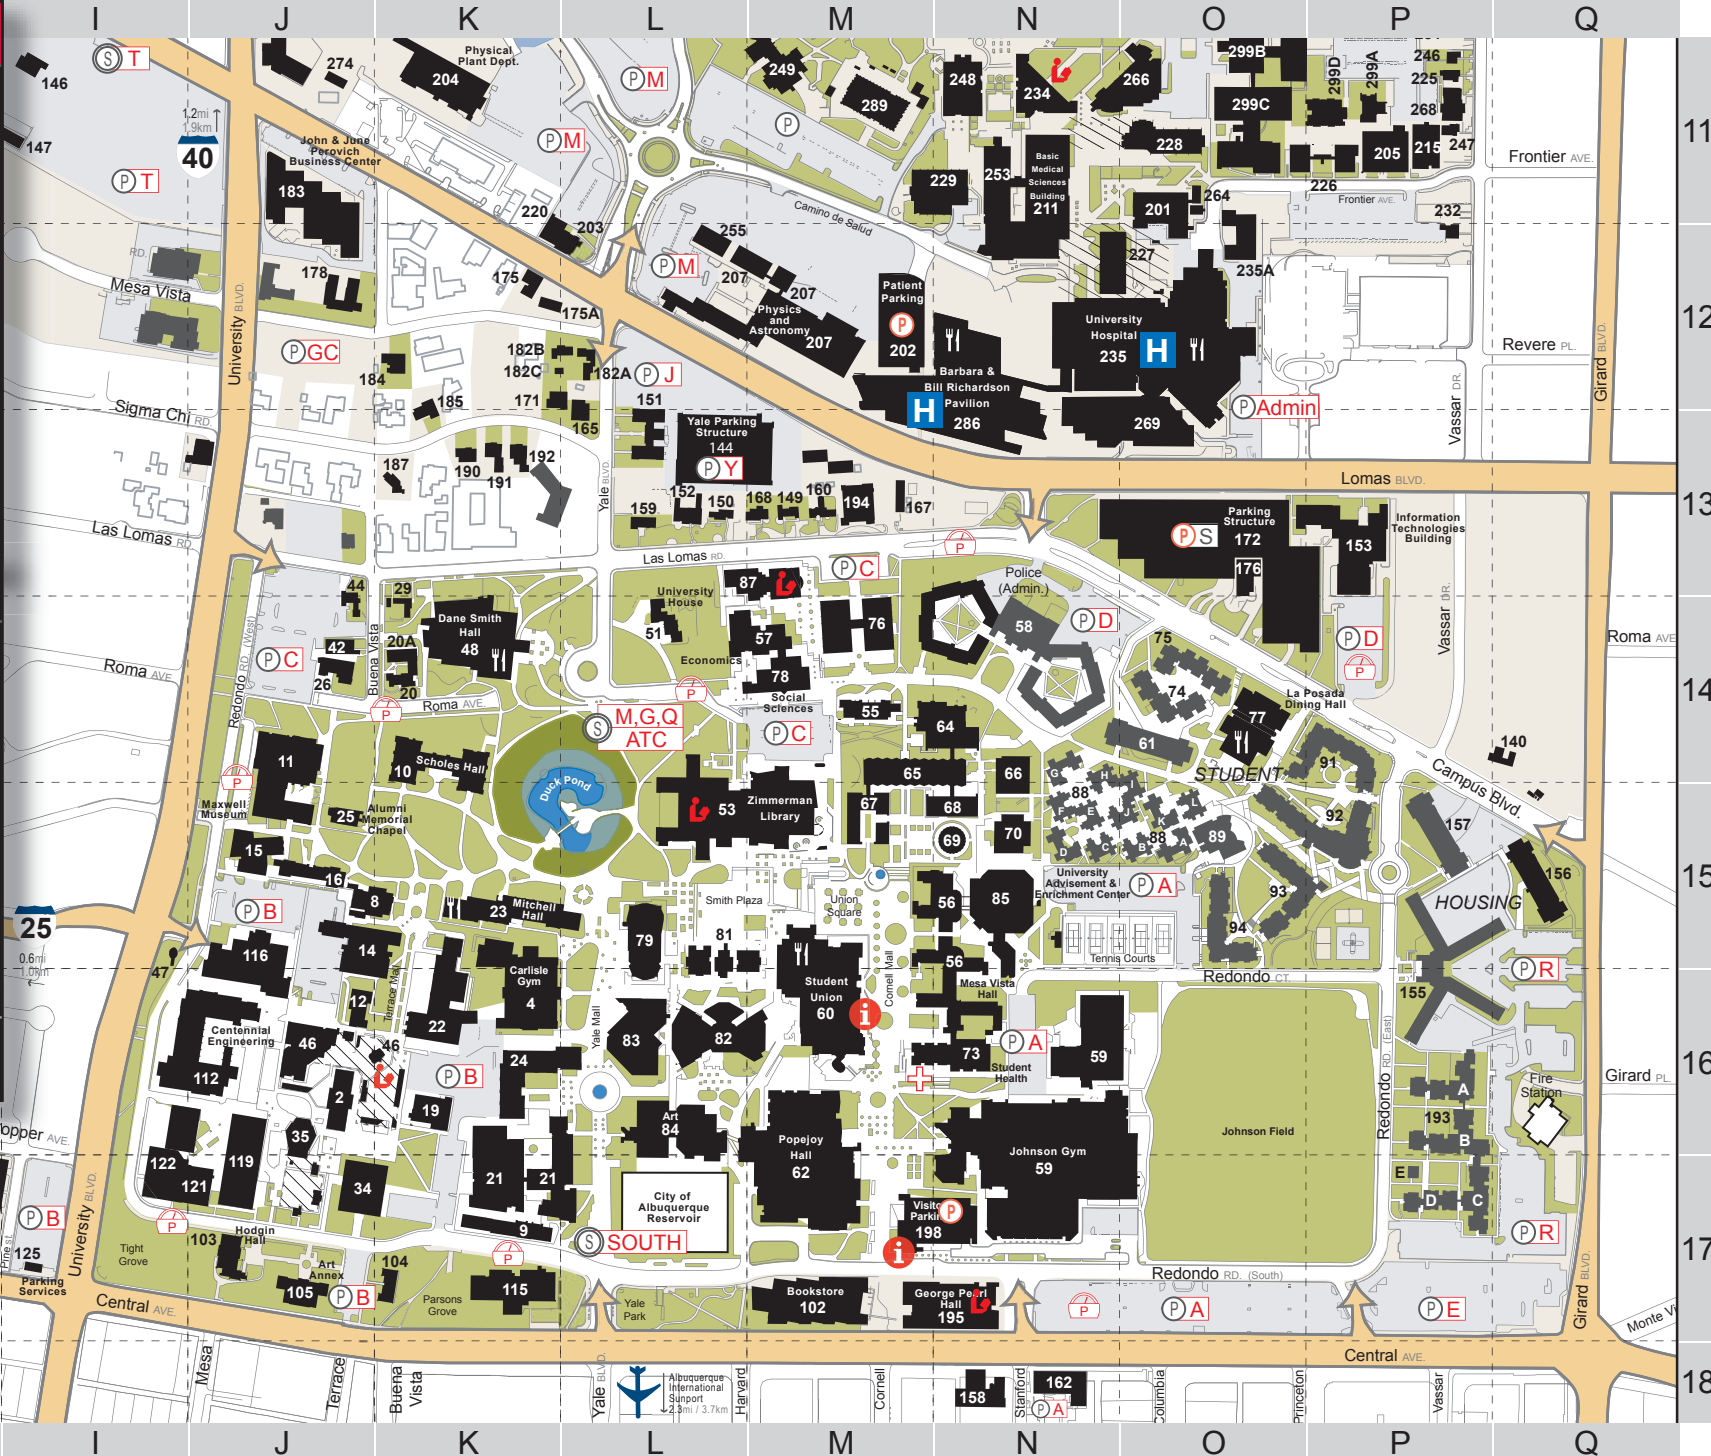 I J K L M N O P Q
S T
146
274
Physical
Plant Dept.
204
P M
249
289
248
234
266
299B
299D
299A
246
225
299C
268
1.2mi
1.9km
40
147
P T
John & June
Perovich
Business Center
183
P M
P
229
253
Basic
Medical
Sciences
Building
211
228
205
215
247
11
Frontier AVE.
226
Frontier AVE.
201
264
232
220
203
Camino de Salud
RD.
Mesa Vista
178
175
175A
P M
255
207
207
Physics
and
Astronomy
207
Patient
Parking
P
202
227
235A
University
Hospital
235
H
12
University BLVD.
P GC
184
182B
182C
182A
P J
Revere PL.
Girard BLVD.
Vassar DR.
Barbara &
Bill Richardson
Pavilion
H
286
269
P Admin
Sigma Chi RD.
185
171
165
151
Yale Parking
Structure
144
P Y
187
190
191
192
Yale BLVD.
Lomas BLVD.
159
152
150
168
149
160
194
167
13
Las Lomas RD
Las Lomas RD.
P
Parking
Structure
P S
172
176
153
Information
Technologies
Building
44
29
87
P C
Police
(Admin.)
58
P D
University
House
51
57
76
Dane Smith
Hall
48
42
20A
Buena Vista
26
20
P C
Redondo RD. (West)
Economics
78
Social
Sciences
P C
75
74
P D
P
Vassar DR.
Roma AVE
14
Roma AVE.
Roma AVE.
P
P
S
M,G,Q
ATC
55
64
77
La Posada
Dining Hall
61
140
11
10
Scholes Hall
P
Maxwell
Museum
25
Alumni
Memorial
Chapel
Duck Pond
53
Zimmerman
Library
65
66
67
68
69
70
STUDENT
91
92
Campus Blvd.
G H I
88
F E J K L
D C B 88 A
89
157
15
16
8
23
Mitchell
Hall
Smith Plaza
Union
Square
56
85
University
Advisement &
Enrichment Center
P A
93
94
HOUSING
156
15
P B
25
0.6mi
1.0km
47
116
14
Terrace Mall
12
Carlisle
Gym
4
22
79
81
Student
Union
60
Cornell Mall
56
Mesa Vista
Hall
Tennis Courts
Redondo CT.
155
P R
Centennial
Engineering
112
46
46
2
P B
24
19
Yale Mall
83
82
73
Student
Health
P A
59
Redondo RD. (East)
A
193
B
E
D
C
Fire
Station
Girard PL.
16
122
121
119
35
34
21
21
9
Art
84
Popejoy
Hall
62
Johnson Gym
59
Johnson Field
City of
Albuquerque
Reservoir
P B
University BLVD.
P
P
125
Parking
Services
Tight
Grove
103
Hodgin
Hall
Art
Annex
105
P B
104
Parsons
Grove
115
S SOUTH
Yale
Park
P
198
Bookstore
102
George Pearl
Hall
195
P
P A
Redondo RD. (South)
P E
P R
17
Girard BLVD.
Central AVE.
Central AVE.
Mesa
Terrace
Buena
Vista
Yale BLVD.
Albuquerque
International
Sunport
2.3mi / 3.7km
Harvard
Cornell
158
Stanford
162
P A
Columbia
Princeton
Vassar
18
I J K L M N O P Q